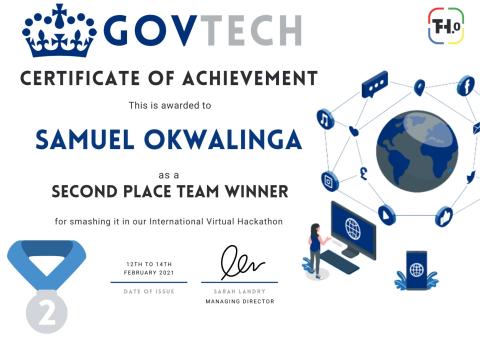 GOVTECH
TH.0
CERTIFICATE OF ACHIEVEMENT
This is awarded to
SAMUEL OKWALINGA
as a
SECOND PLACE TEAM WINNER
for smashing it in our International Virtual Hackathon
12TH TO 14TH
FEBRUARY 2021
DATE OF ISSUE
SARAH LANDRY
MANAGING DIRECTOR
2